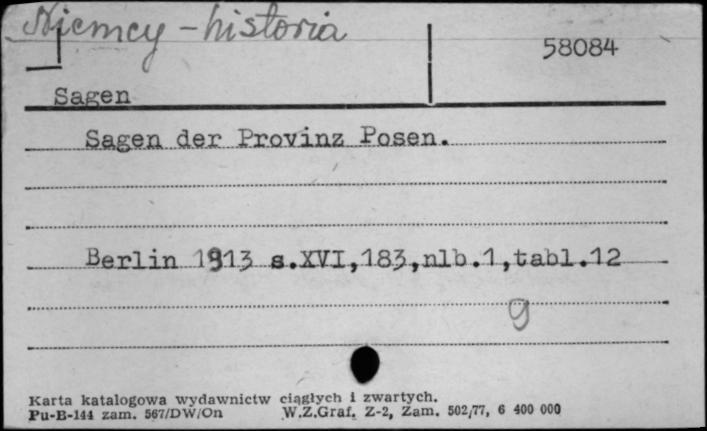 Niemcy - historia
58084
Sagen
Sagen der Provinz Posen.
Berlin 1913 s.XVI,183,nlb.1,tabl.12
g
Karta katalogowa wydawnictw ciągłych i zwartych.
Pu-B-144 zam. 567/DW/On W.Z.Graf. Z-2, Zam. 502/77, 6 400 000